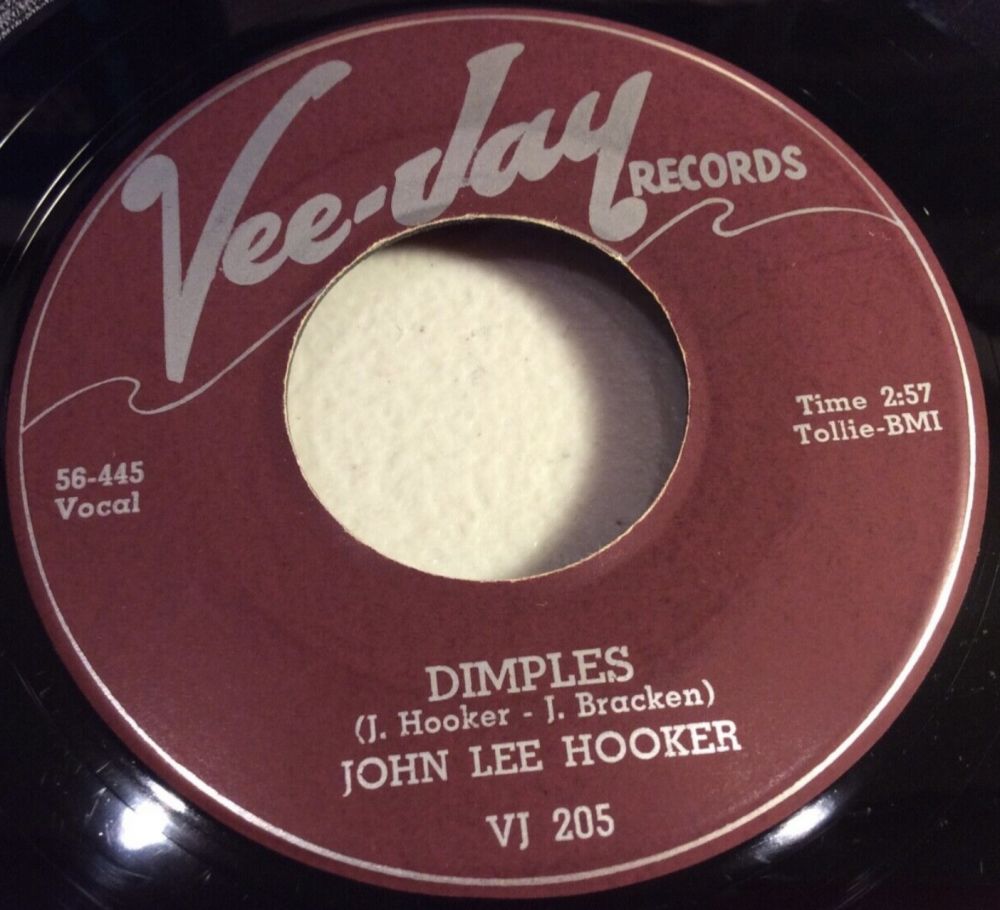 Vee-Jay RECORDS
Time 2:57
Tollie-BMI
56-445
Vocal
DIMPLES
(J. Hooker - J. Bracken)
JOHN LEE HOOKER
VJ 205